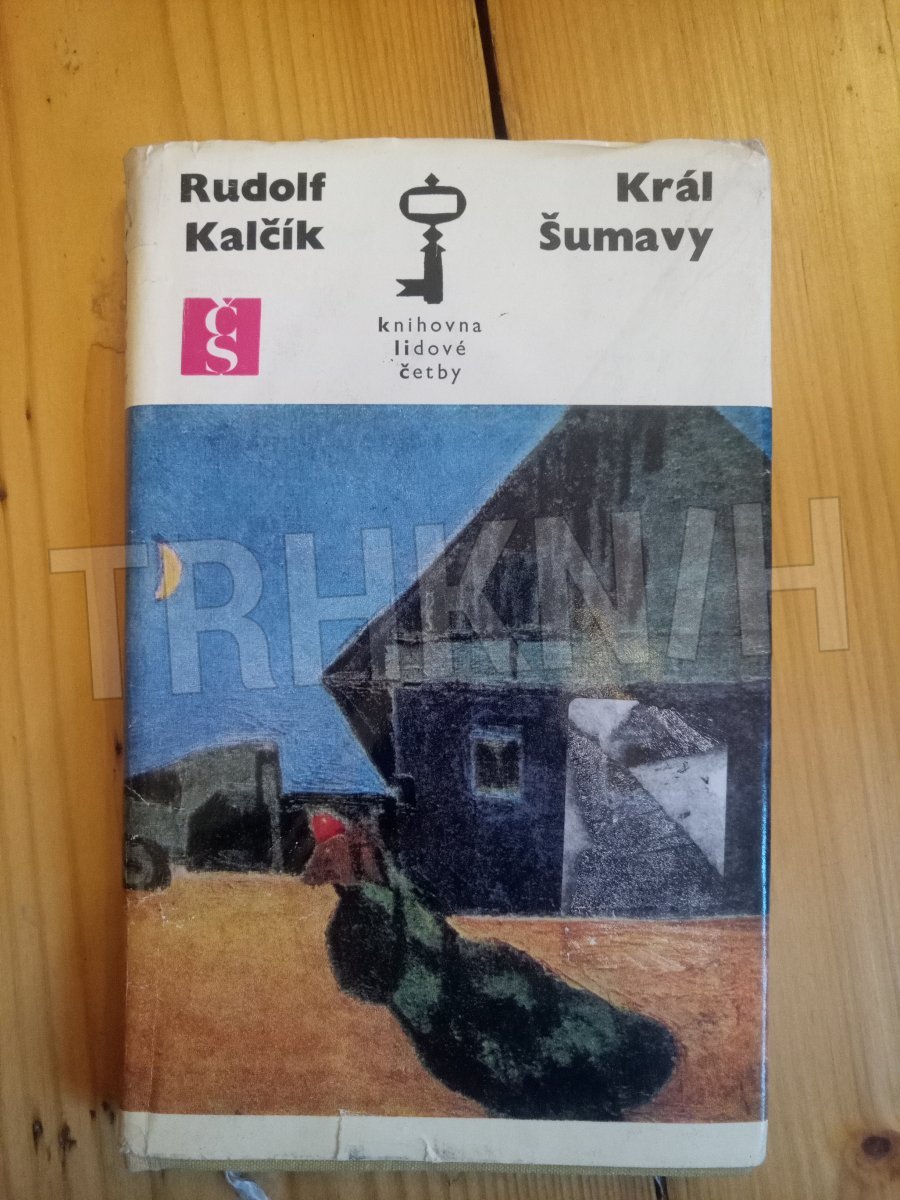 Rudolf
Kalčík
Král
Šumavy
ČS
knihovna
lidové
četby
TRHKNIH